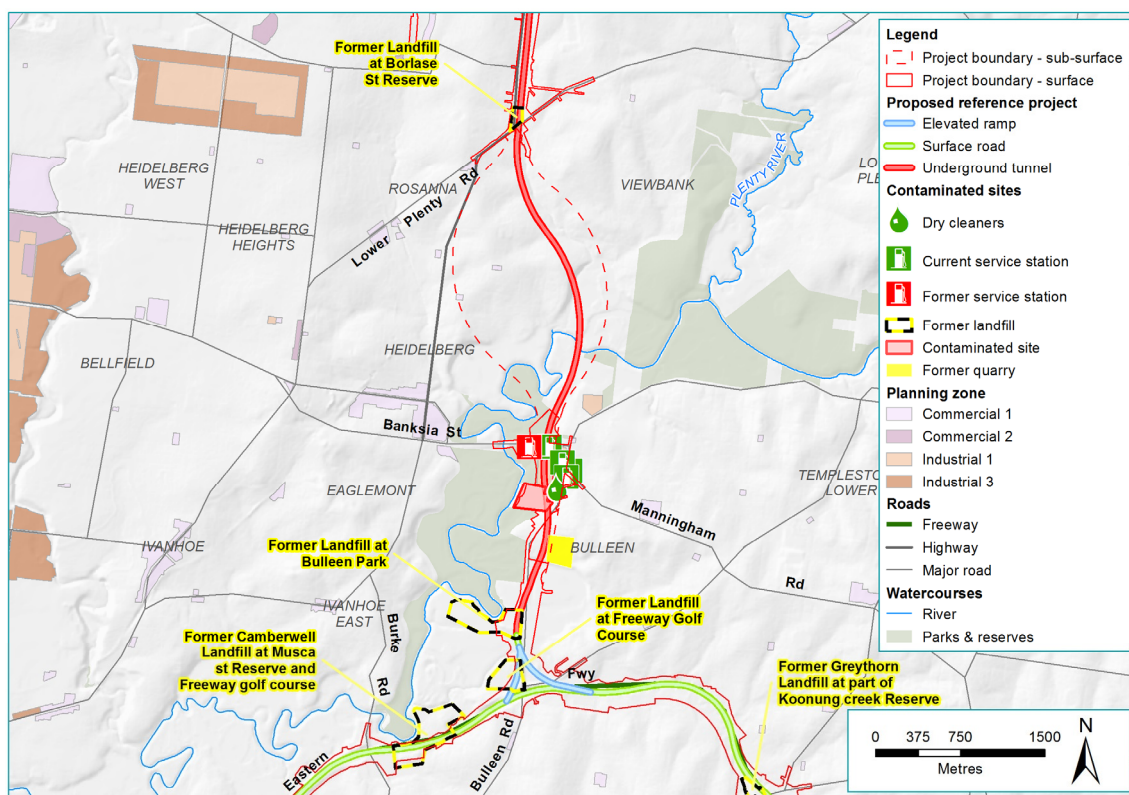 Former Landfill
at Borlase
St Reserve
HEIDELBERG
WEST
ROSANNA
Lower Plenty Rd
VIEWBANK
PLENTY RIVER
LO
PLE
HEIDELBERG
HEIGHTS
BELLFIELD
HEIDELBERG
Banksia St
EAGLEMONT
TEMPLESTO
LOWER
Manningham
Rd
BULLEEN
IVANHOE
Former Landfill at
Bulleen Park
IVANHOE
EAST
Burke
Rd
Former Landfill
at Freeway Golf
Course
Former Camberwell
Landfill at Musca
st Reserve and
Freeway golf course
Fwy
Former Greythorn
Landfill at part of
Koonung creek Reserve
Eastern
Bulleen Rd
Legend
Project boundary - sub-surface
Project boundary - surface
Proposed reference project
Elevated ramp
Surface road
Underground tunnel
Contaminated sites
Dry cleaners
Current service station
Former service station
Former landfill
Contaminated site
Former quarry
Planning zone
Commercial 1
Commercial 2
Industrial 1
Industrial 3
Roads
Freeway
Highway
Major road
Watercourses
River
Parks & reserves
0 375 750 1500
Metres
N